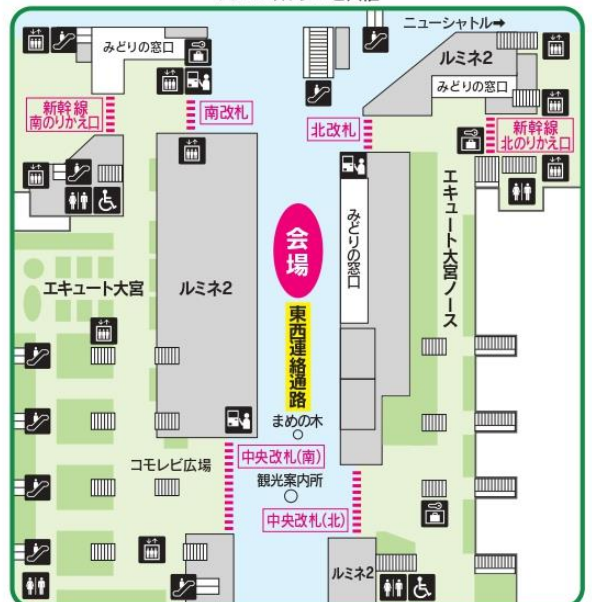 ニューシャトル➡
みどりの窓口
ルミネ2
みどりの窓口
新幹線
南のりかえ口
南改札
北改札
新幹線
北のりかえ口
会場
みどりの窓口
エキュート大宮ノース
エキュート大宮
ルミネ2
東西連絡通路
まめの木
中央改札(南)
コモレビ広場
観光案内所
中央改札(北)
ルミネ2